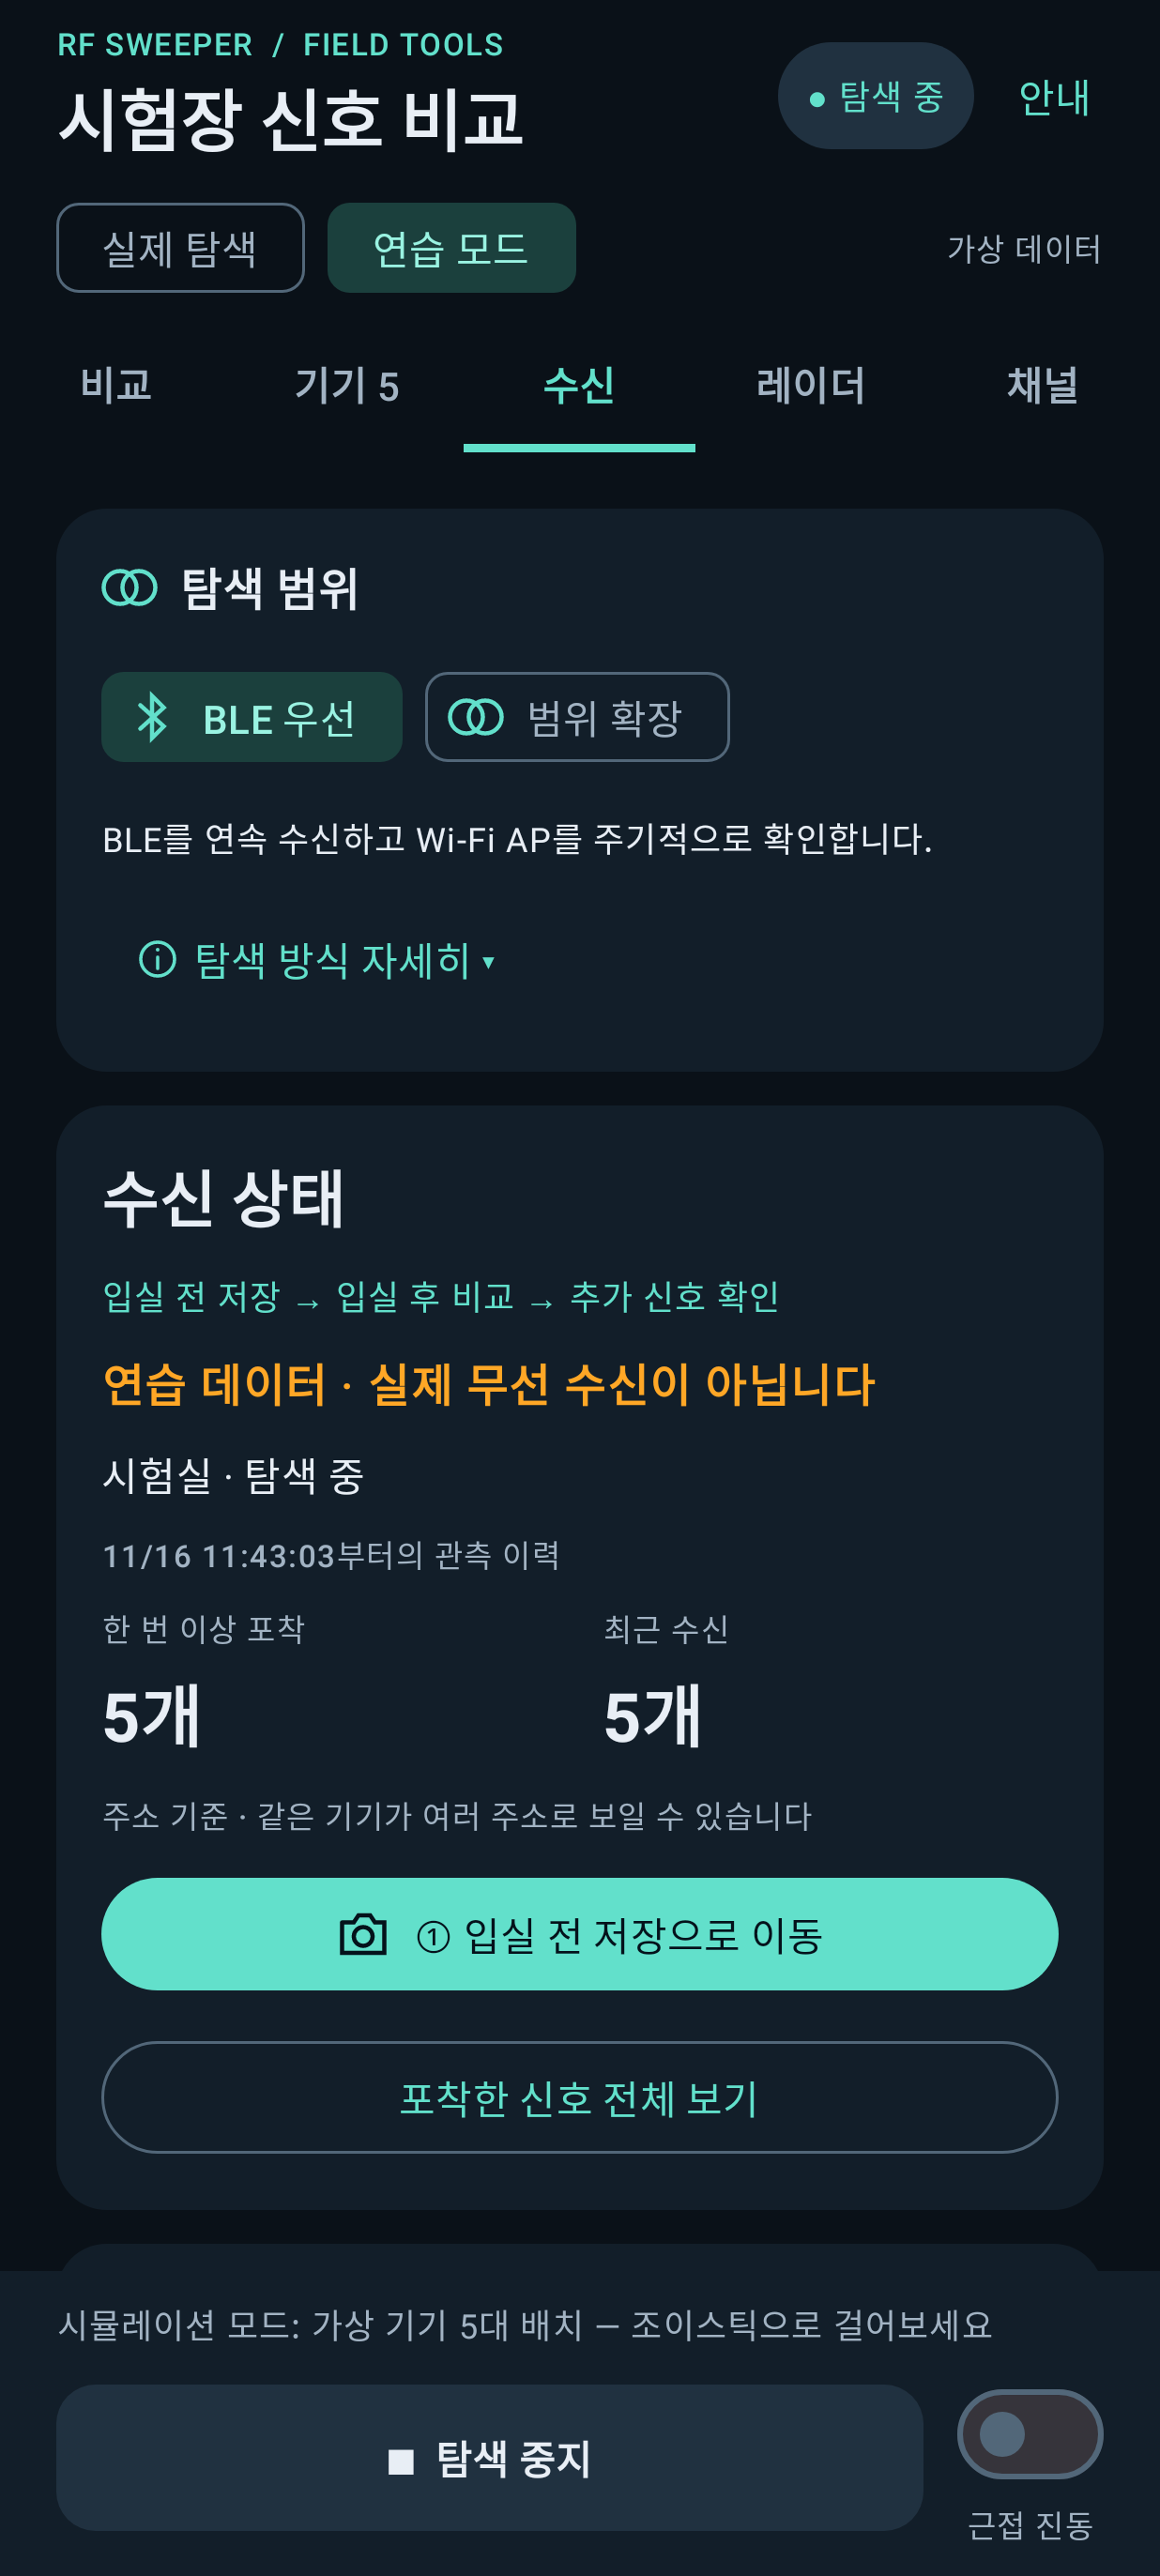 RF SWEEPER / FIELD TOOLS
시험장 신호 비교
● 탐색 중
안내
실제 탐색
연습 모드
가상 데이터
비교
기기 5
수신
레이더
채널
탐색 범위
BLE 우선
범위 확장
BLE를 연속 수신하고 Wi-Fi AP를 주기적으로 확인합니다.
탐색 방식 자세히 ▾
수신 상태
입실 전 저장 → 입실 후 비교 → 추가 신호 확인
연습 데이터 · 실제 무선 수신이 아닙니다
시험실 · 탐색 중
11/16 11:43:03부터의 관측 이력
한 번 이상 포착
최근 수신
5개
5개
주소 기준 · 같은 기기가 여러 주소로 보일 수 있습니다
① 입실 전 저장으로 이동
포착한 신호 전체 보기
시뮬레이션 모드: 가상 기기 5대 배치 — 조이스틱으로 걸어보세요
■ 탐색 중지
근접 진동